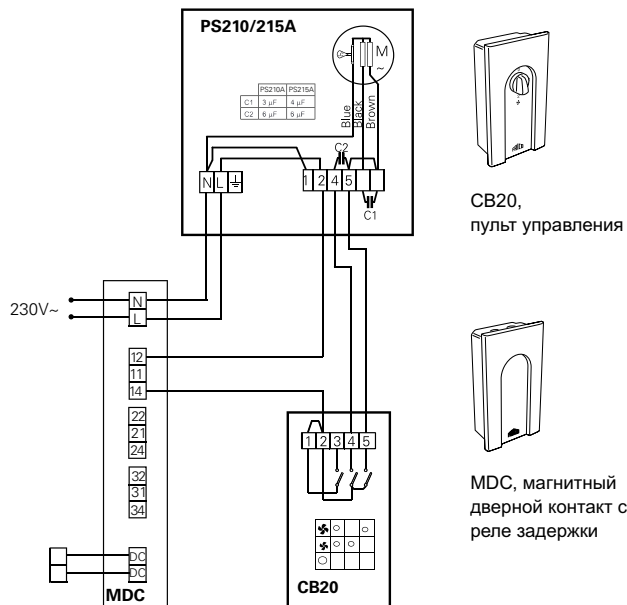 PS210/215A
M
~
PS210A PS215A
C1 3 µF 4 µF
C2 6 µF 6 µF
Blue
Black
Brown
C2
N L
1 2 4 5
C1
CB20,
пульт управления
230V~
N
L
12
11
14
22
21
24
32
31
34
DC
DC
MDC
1 2 3 4 5
CB20
MDC, магнитный
дверной контакт с
реле задержки